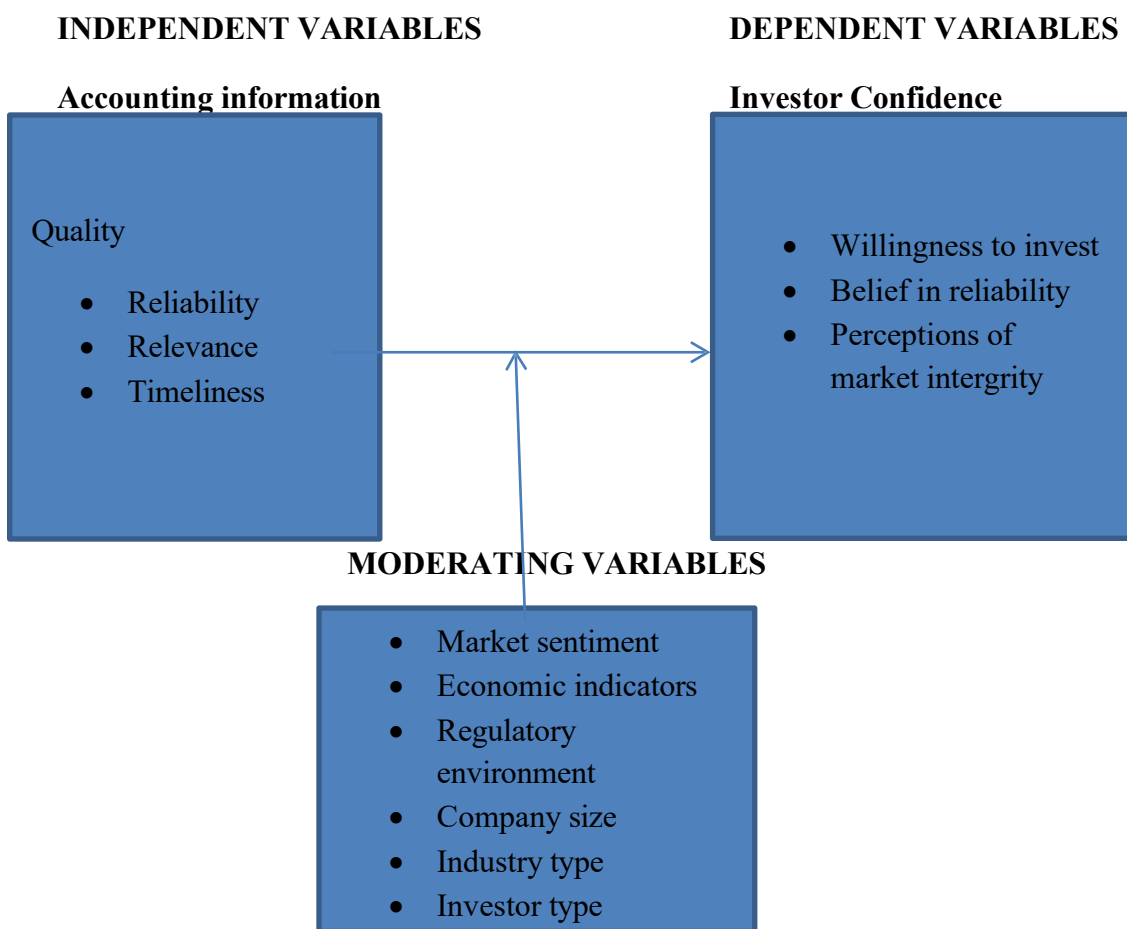 INDEPENDENT VARIABLES
Accounting information
Quality
• Reliability
• Relevance
• Timeliness
DEPENDENT VARIABLES
Investor Confidence
• Willingness to invest
• Belief in reliability
• Perceptions of
market intergrity
MODERATING VARIABLES
• Market sentiment
• Economic indicators
• Regulatory
environment
• Company size
• Industry type
• Investor type